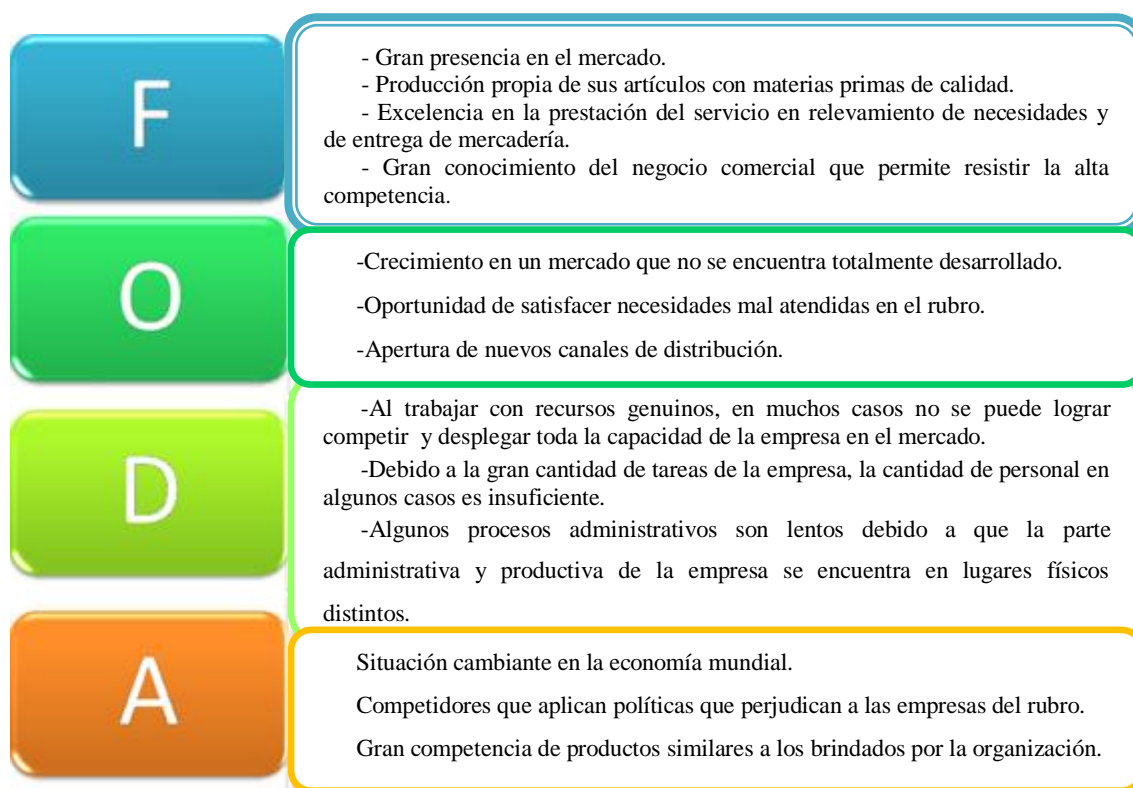 F
- Gran presencia en el mercado.
- Producción propia de sus artículos con materias primas de calidad.
- Excelencia en la prestación del servicio en relevamiento de necesidades y
de entrega de mercadería.
- Gran conocimiento del negocio comercial que permite resistir la alta
competencia.
O
-Crecimiento en un mercado que no se encuentra totalmente desarrollado.
-Oportunidad de satisfacer necesidades mal atendidas en el rubro.
-Apertura de nuevos canales de distribución.
D
-Al trabajar con recursos genuinos, en muchos casos no se puede lograr
competir y desplegar toda la capacidad de la empresa en el mercado.
-Debido a la gran cantidad de tareas de la empresa, la cantidad de personal en
algunos casos es insuficiente.
-Algunos procesos administrativos son lentos debido a que la parte
administrativa y productiva de la empresa se encuentra en lugares físicos
distintos.
A
Situación cambiante en la economía mundial.
Competidores que aplican políticas que perjudican a las empresas del rubro.
Gran competencia de productos similares a los brindados por la organización.